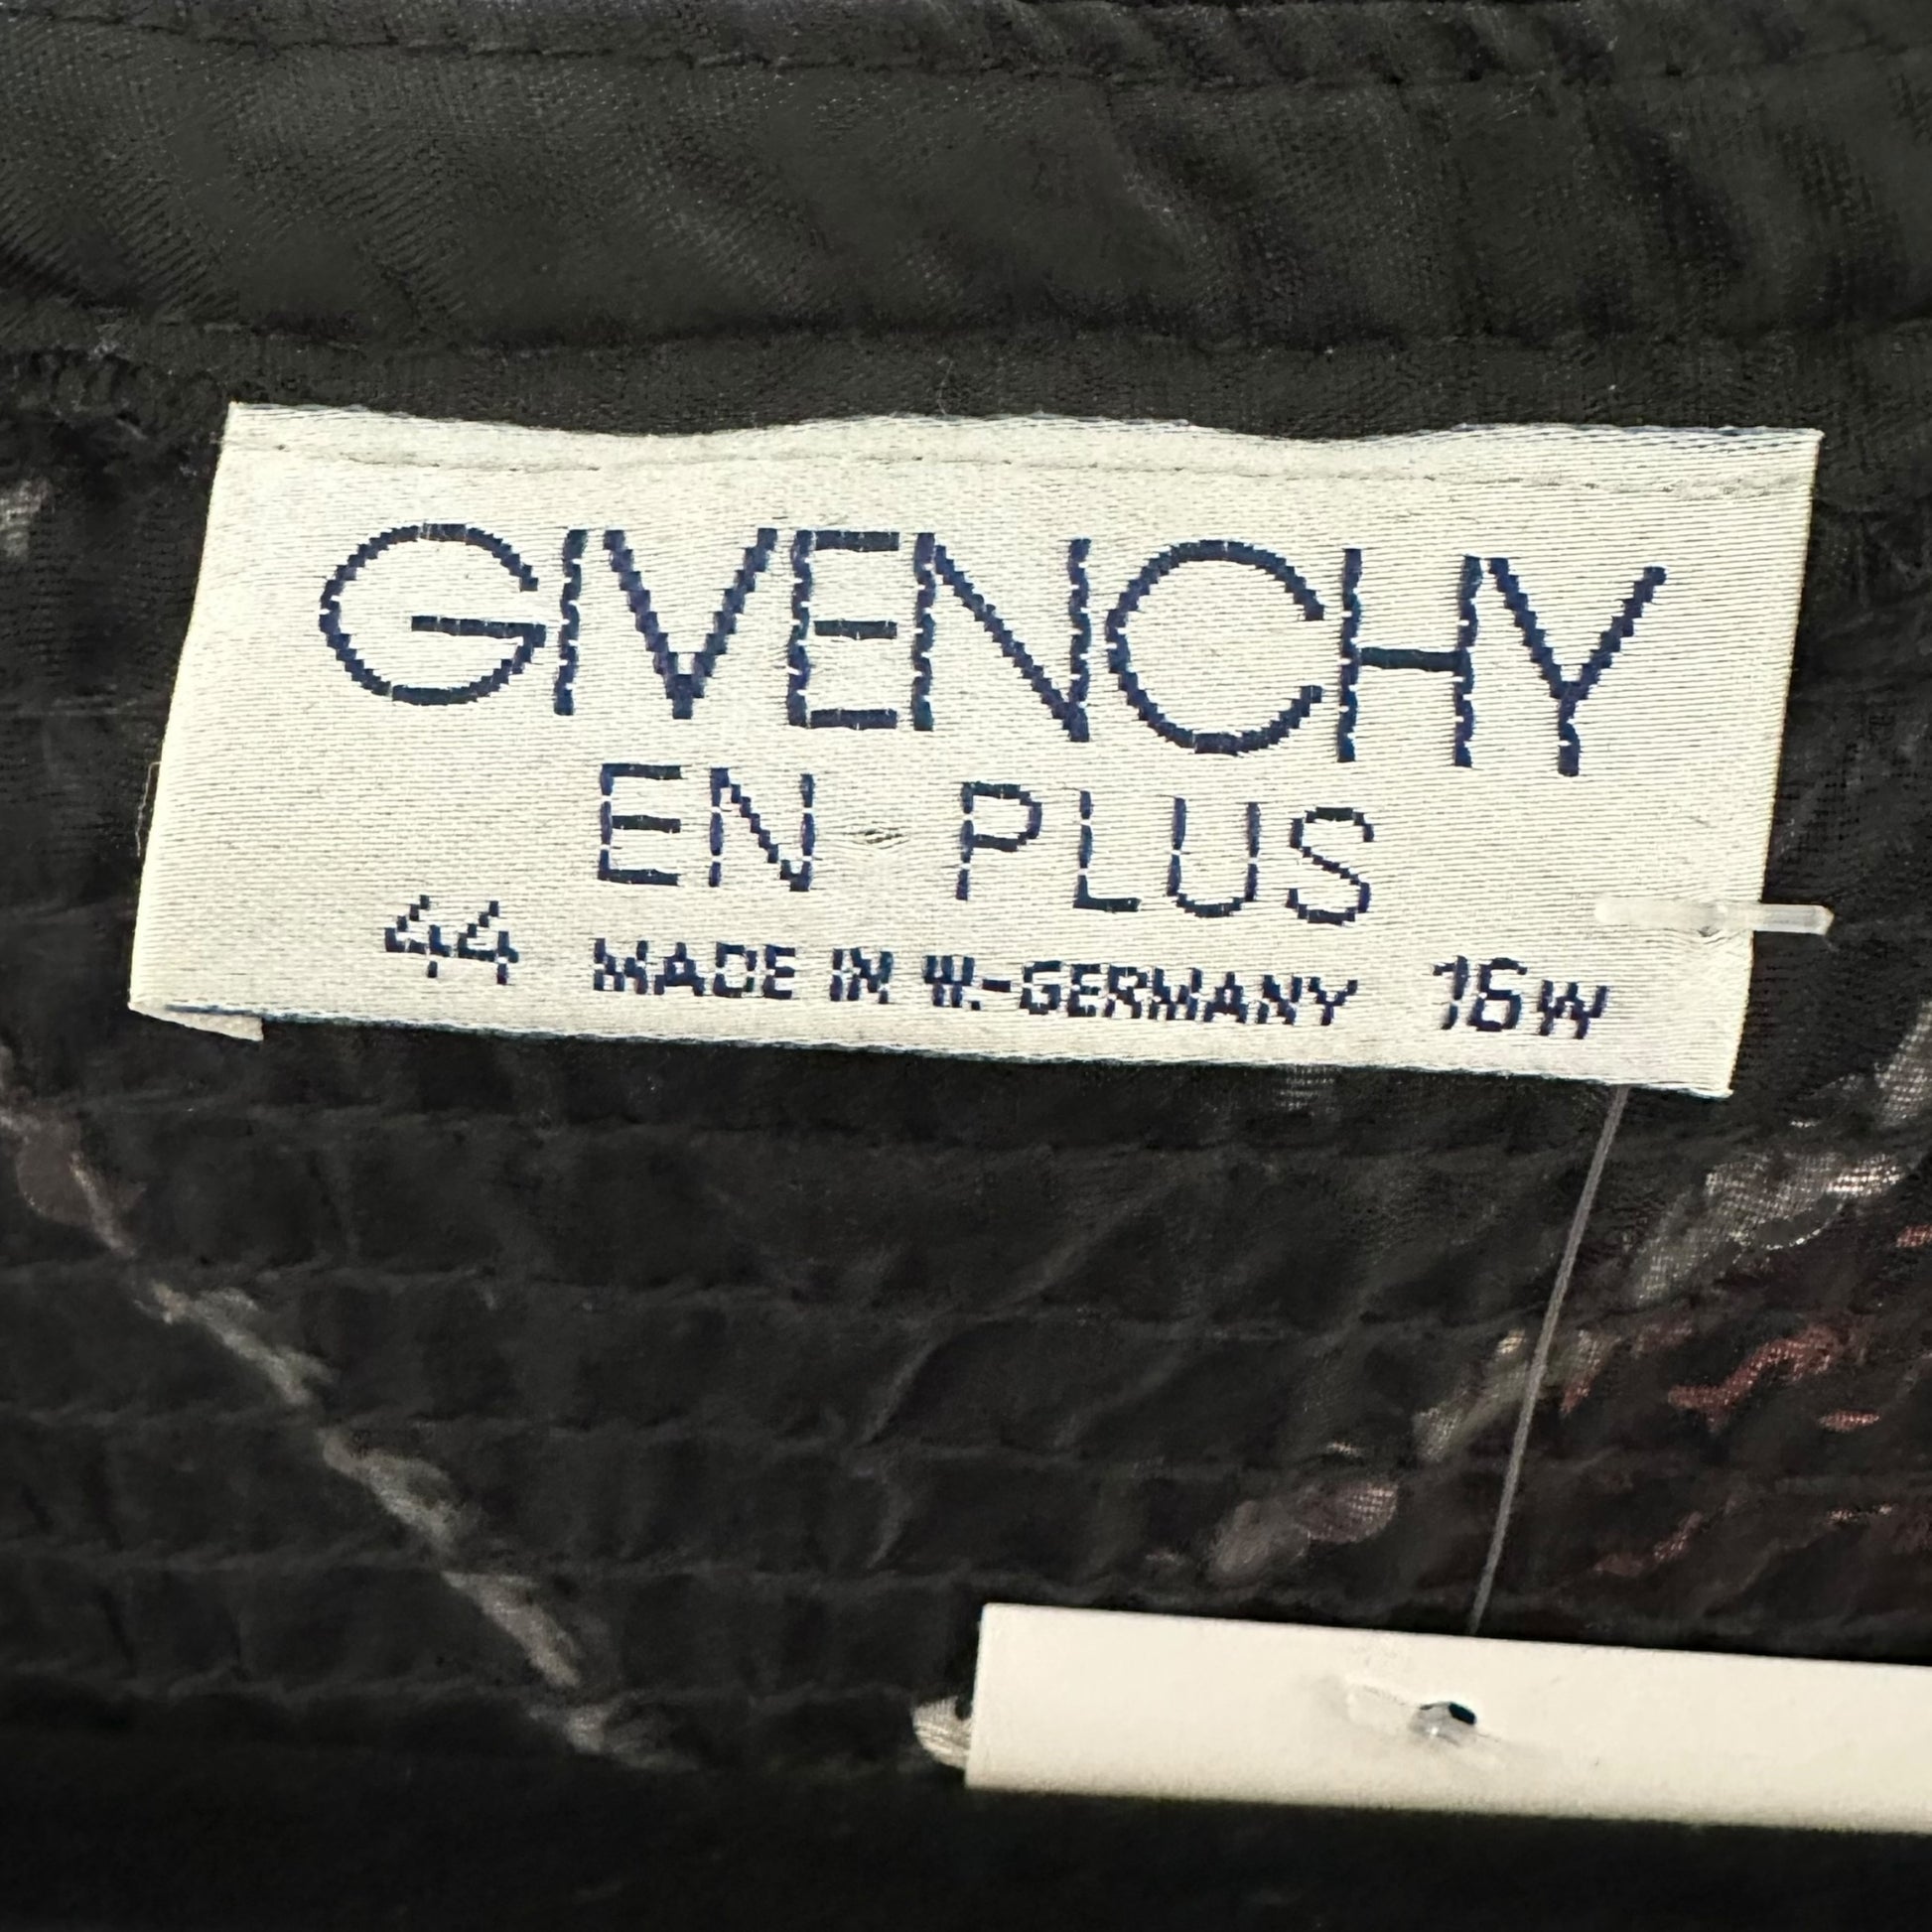 GIVENCHY
EN PLUS
44 MADE IN W.-GERMANY 16W